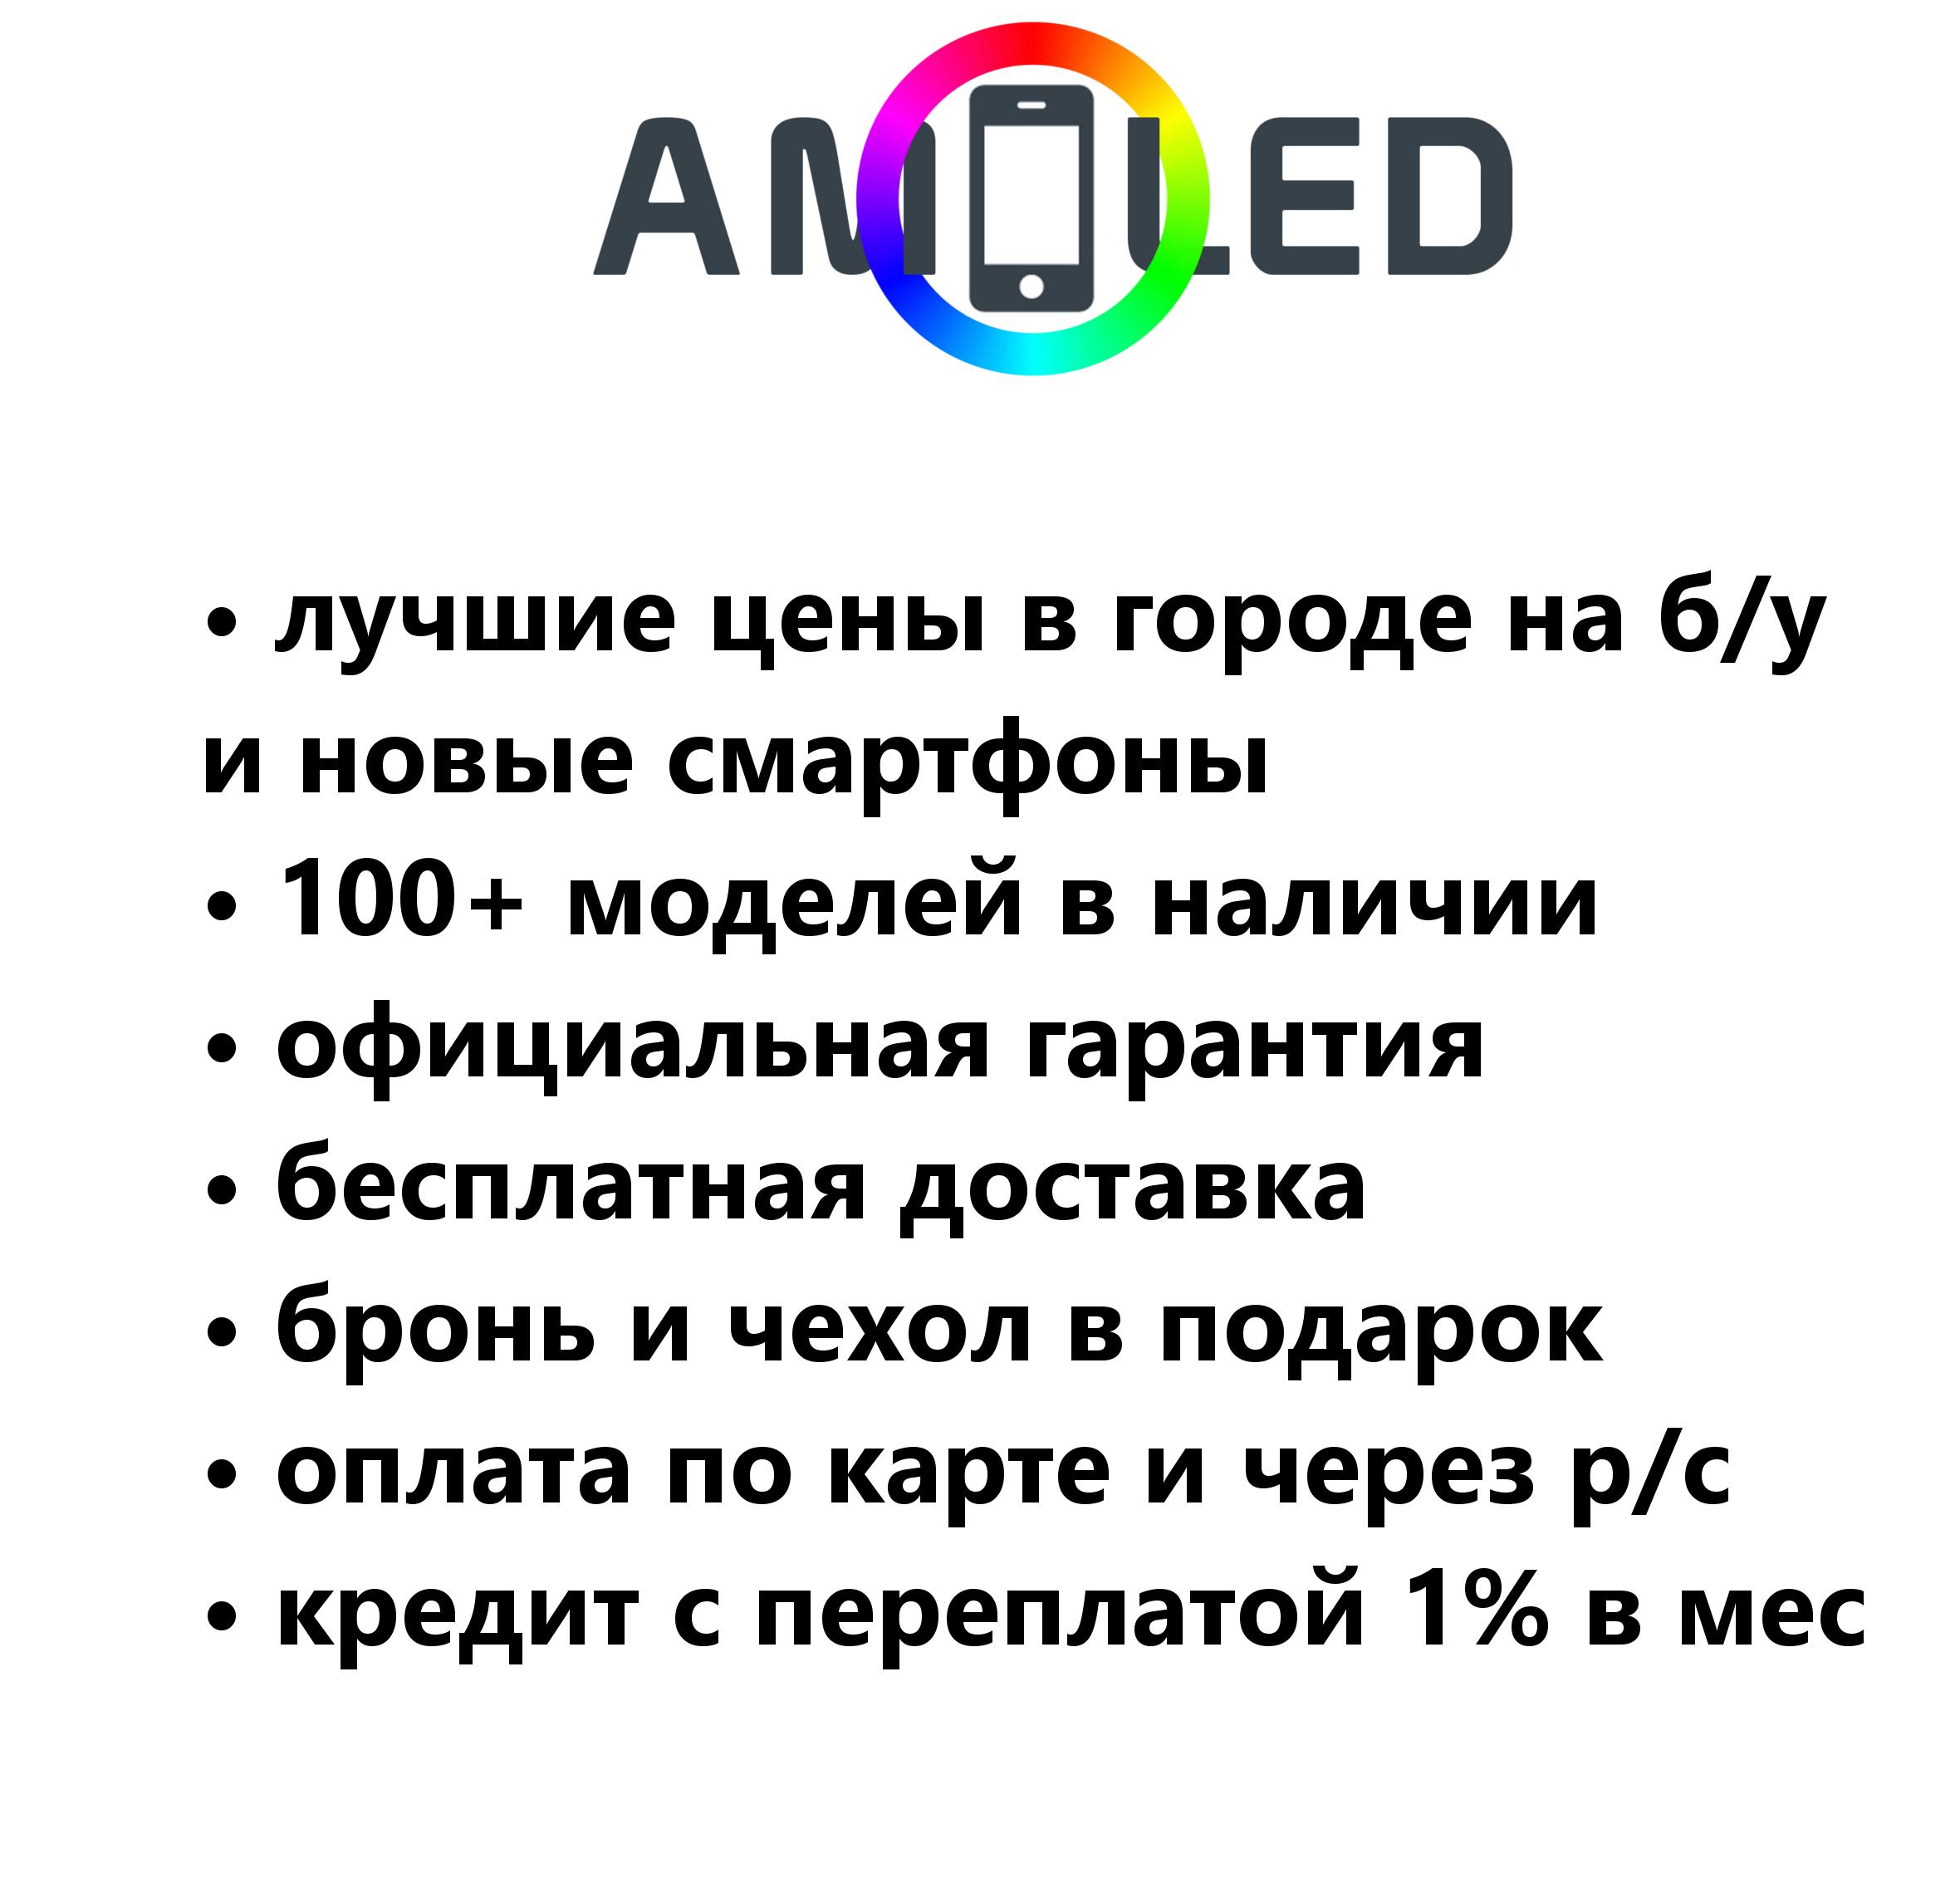 AMOLED
• лучшие цены в городе на б/у
и новые смартфоны
• 100+ моделей в наличии
• официальная гарантия
• бесплатная доставка
• бронь и чехол в подарок
• оплата по карте и через р/с
• кредит с переплатой 1% в мес